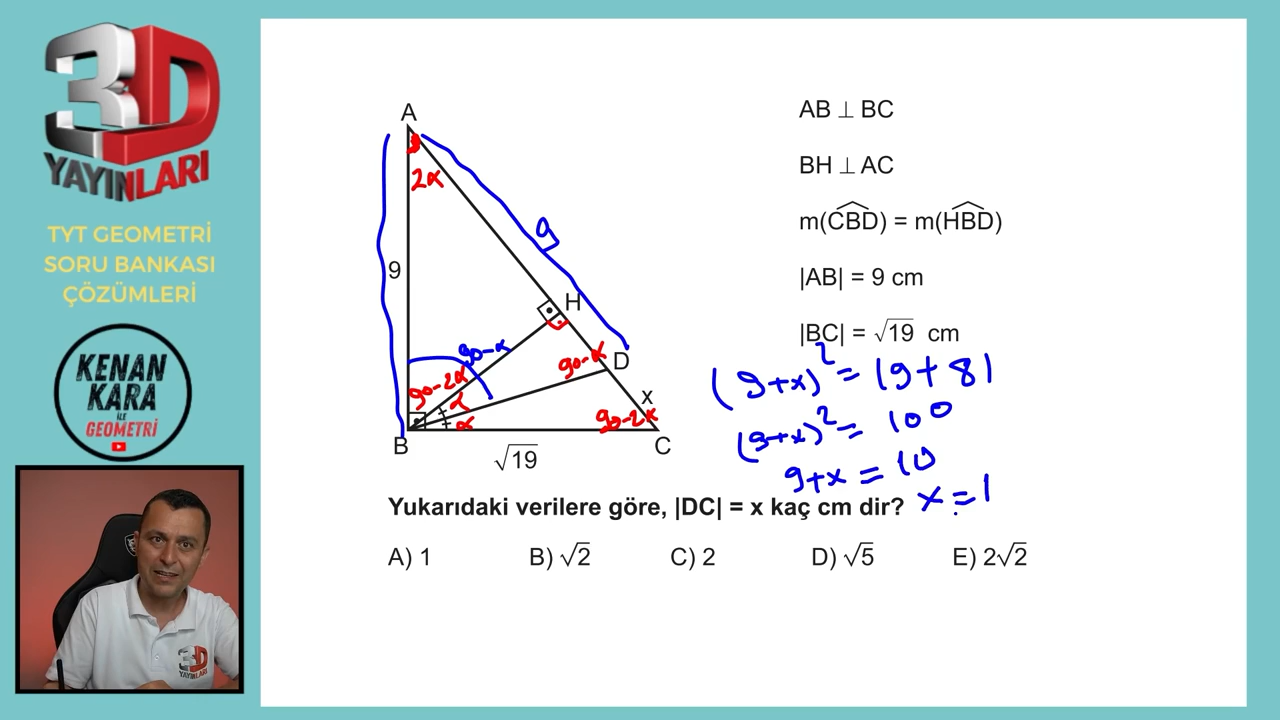 3D
YAYINLARI
TYT GEOMETRİ
SORU BANKASI
ÇÖZÜMLERİ
KENAN
KARA
İLE
GEOMETRİ
3D
YAYINLARI
A
2α
9
9
H
90-α
90-2α
α
α
90-α
D
x
90-2α
B
√19
C
AB ⊥ BC
BH ⊥ AC
m(CBD) = m(HBD)
|AB| = 9 cm
|BC| = √19 cm
(9+x)² = 19+81
(9+x)² = 100
9+x = 10
x = 1
Yukarıdaki verilere göre, |DC| = x kaç cm dir?
A) 1 B) √2 C) 2 D) √5 E) 2√2